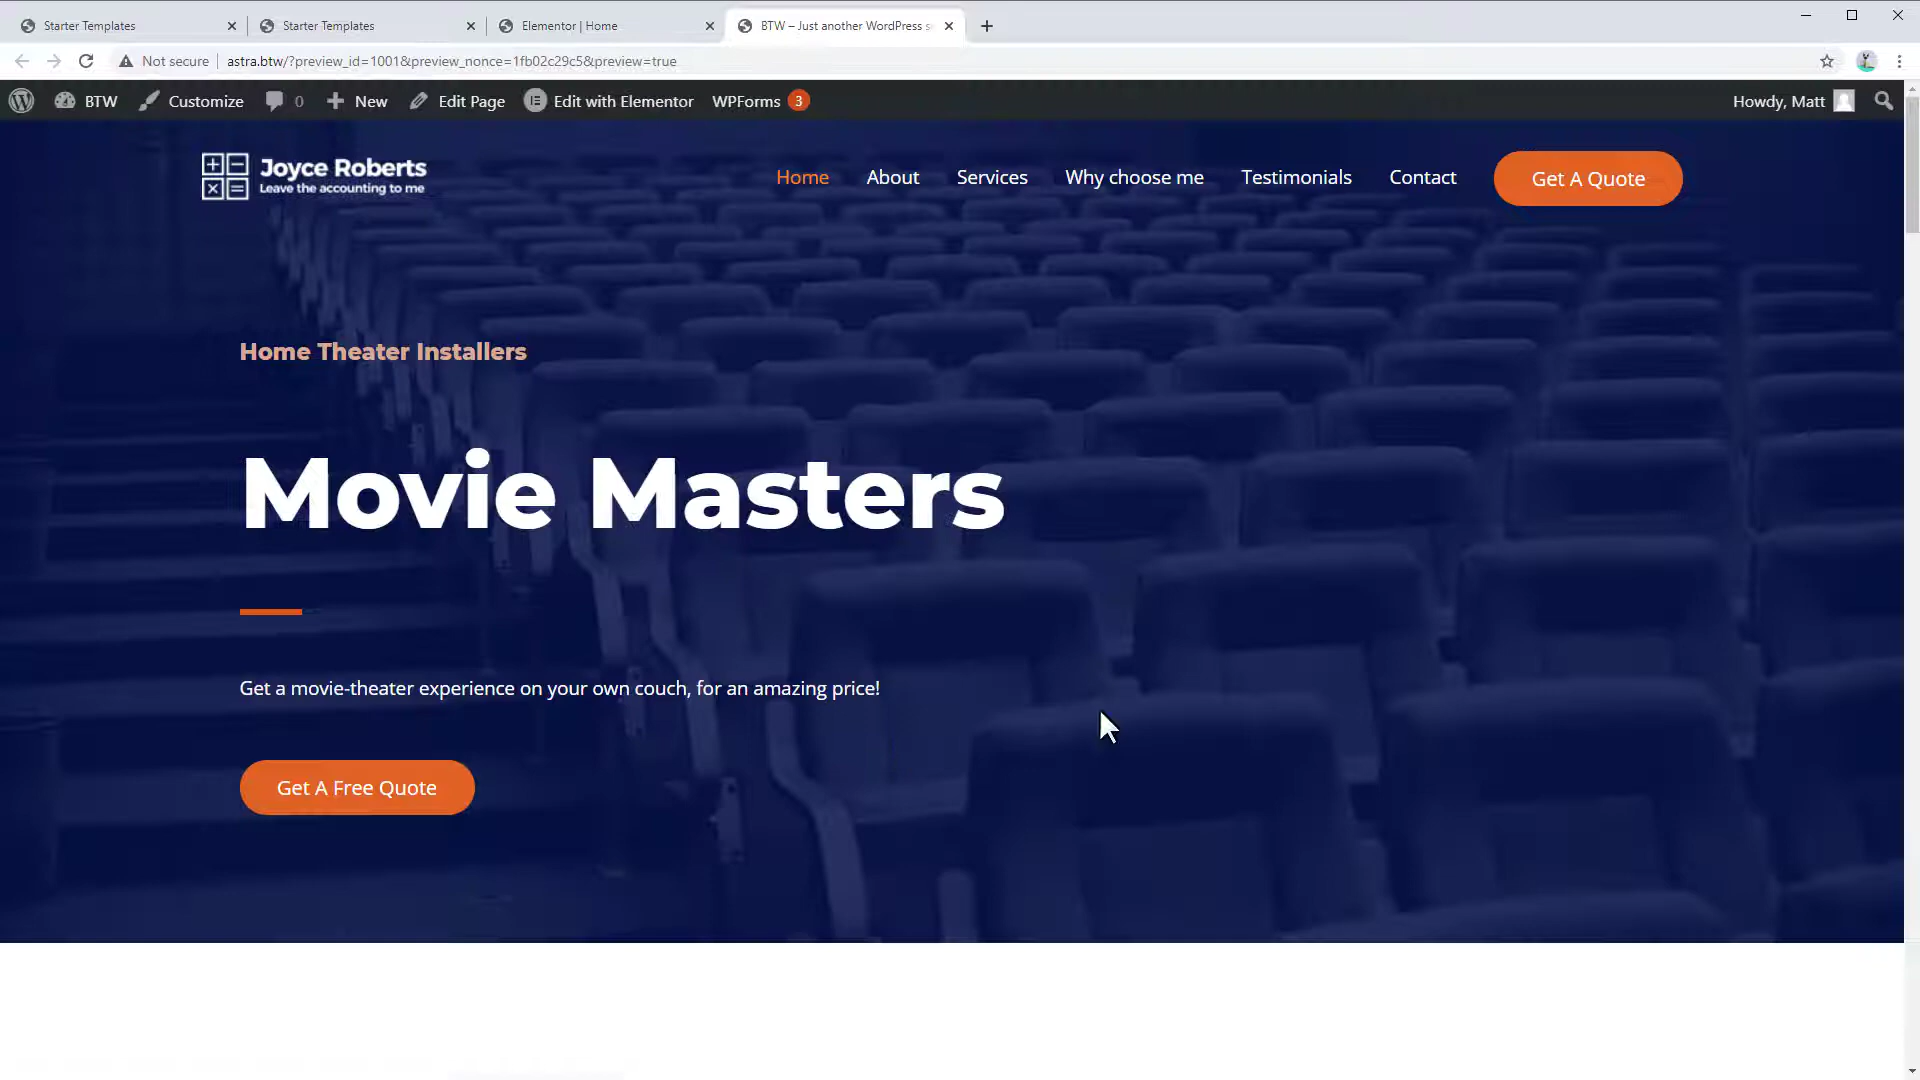 Starter Templates
Starter Templates
Elementor | Home
BTW – Just another WordPress s
Not secure
astra.btw/?preview_id=1001&preview_nonce=1fb02c29c5&preview=true
BTW
Customize
0
New
Edit Page
Edit with Elementor
WPForms 3
Howdy, Matt
Joyce Roberts
Leave the accounting to me
Home
About
Services
Why choose me
Testimonials
Contact
Get A Quote
Home Theater Installers
Movie Masters
Get a movie-theater experience on your own couch, for an amazing price!
Get A Free Quote